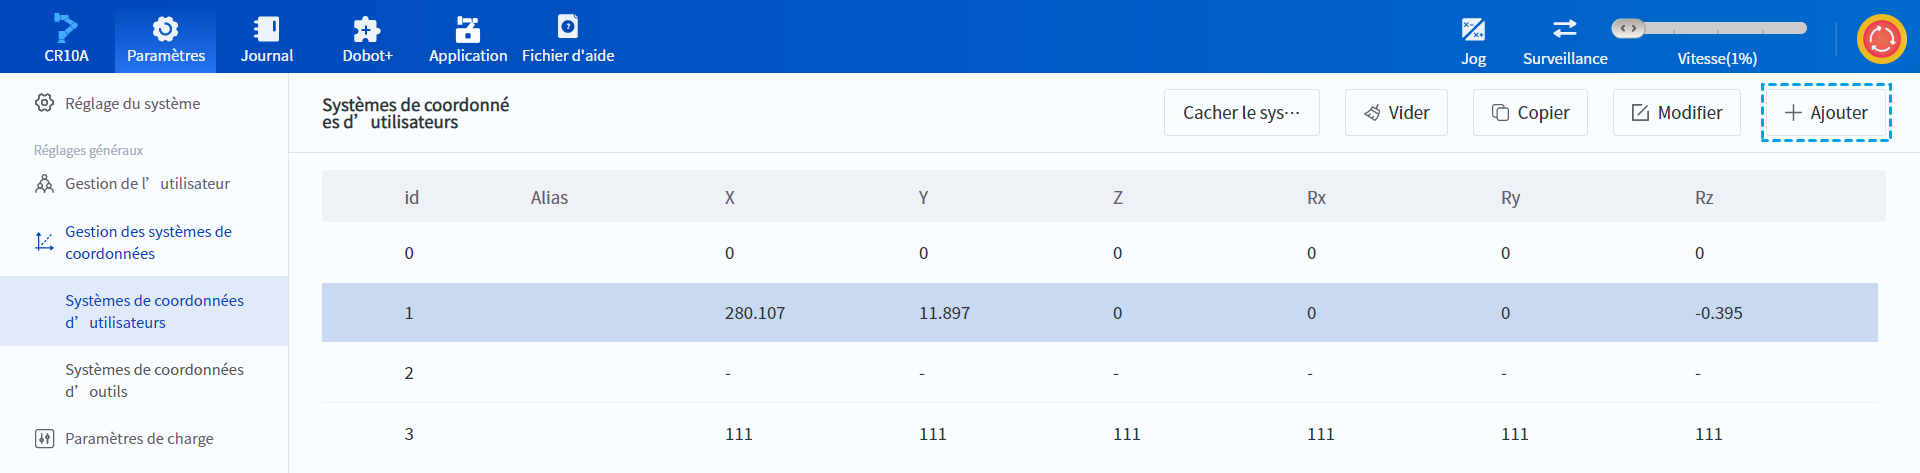 CR10A
Paramètres
Journal
Dobot+
Application
Fichier d'aide
Jog
Surveillance
Vitesse(1%)
Réglage du système
Réglages généraux
Gestion de l’utilisateur
Gestion des systèmes de
coordonnées
Systèmes de coordonnées
d’utilisateurs
Systèmes de coordonnées
d’outils
Paramètres de charge
Systèmes de coordonné
es d’utilisateurs
Cacher le sys···
Vider
Copier
Modifier
Ajouter
id Alias X Y Z Rx Ry Rz
0 0 0 0 0 0 0
1 280.107 11.897 0 0 0 -0.395
2 - - - - - -
3 111 111 111 111 111 111